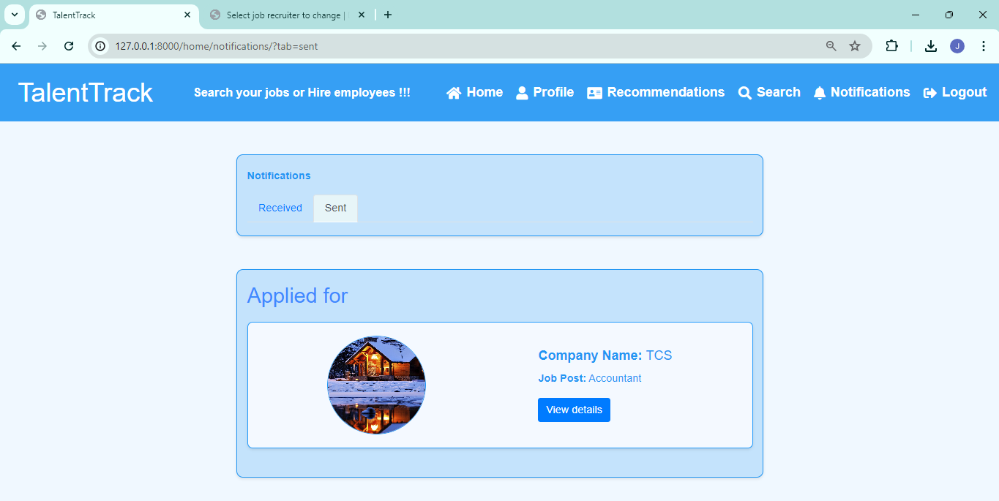 TalentTrack
Select job recruiter to change |
127.0.0.1:8000/home/notifications/?tab=sent
J
TalentTrack
Search your jobs or Hire employees !!!
Home
Profile
Recommendations
Search
Notifications
Logout
Notifications
Received
Sent
Applied for
Company Name: TCS
Job Post: Accountant
View details